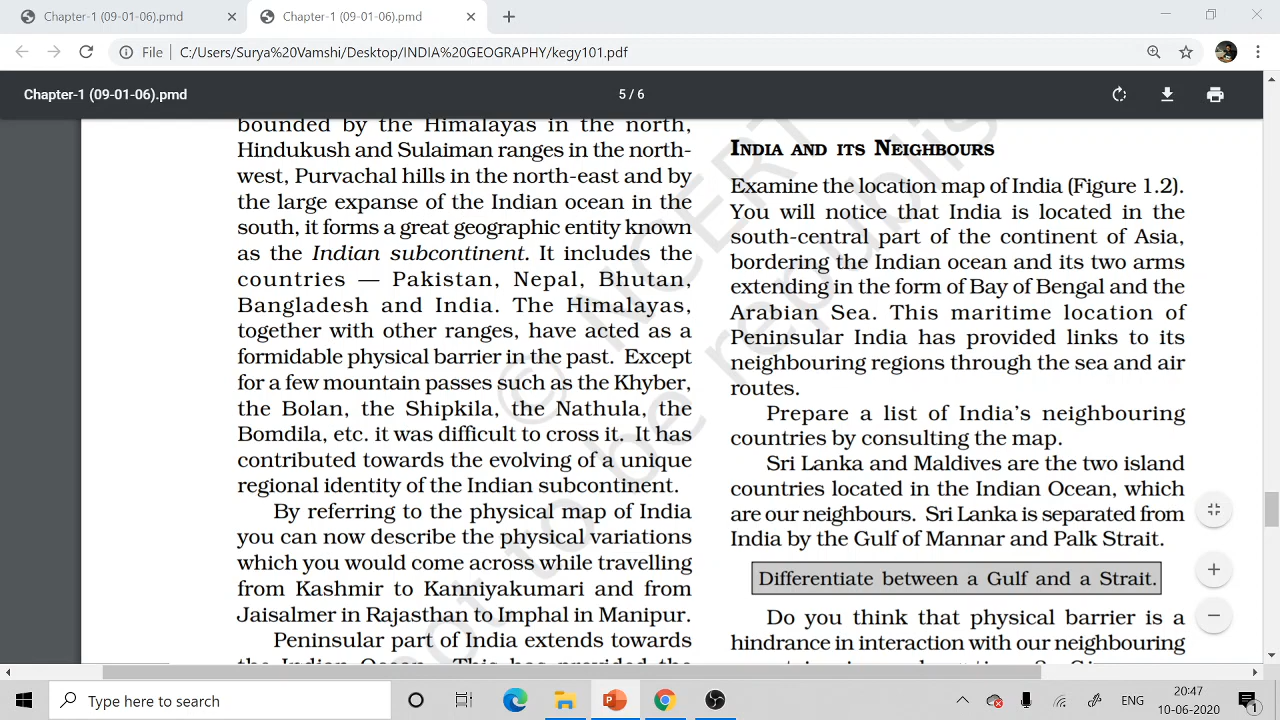 Chapter-1 (09-01-06).pmd
Chapter-1 (09-01-06).pmd
File
C:/Users/Surya%20Vamshi/Desktop/INDIA%20GEOGRAPHY/kegy101.pdf
Chapter-1 (09-01-06).pmd
5 / 6
bounded by the Himalayas in the north,
Hindukush and Sulaiman ranges in the north-
west, Purvachal hills in the north-east and by
the large expanse of the Indian ocean in the
south, it forms a great geographic entity known
as the Indian subcontinent. It includes the
countries — Pakistan, Nepal, Bhutan,
Bangladesh and India. The Himalayas,
together with other ranges, have acted as a
formidable physical barrier in the past. Except
for a few mountain passes such as the Khyber,
the Bolan, the Shipkila, the Nathula, the
Bomdila, etc. it was difficult to cross it. It has
contributed towards the evolving of a unique
regional identity of the Indian subcontinent.
By referring to the physical map of India
you can now describe the physical variations
which you would come across while travelling
from Kashmir to Kanniyakumari and from
Jaisalmer in Rajasthan to Imphal in Manipur.
Peninsular part of India extends towards
the Indian Ocean. This has provided the
INDIA AND ITS NEIGHBOURS
Examine the location map of India (Figure 1.2).
You will notice that India is located in the
south-central part of the continent of Asia,
bordering the Indian ocean and its two arms
extending in the form of Bay of Bengal and the
Arabian Sea. This maritime location of
Peninsular India has provided links to its
neighbouring regions through the sea and air
routes.
Prepare a list of India's neighbouring
countries by consulting the map.
Sri Lanka and Maldives are the two island
countries located in the Indian Ocean, which
are our neighbours. Sri Lanka is separated from
India by the Gulf of Mannar and Palk Strait.
Differentiate between a Gulf and a Strait.
Do you think that physical barrier is a
hindrance in interaction with our neighbouring
© NCERT
not to be republis
Type here to search
ENG
20:47
10-06-2020
1